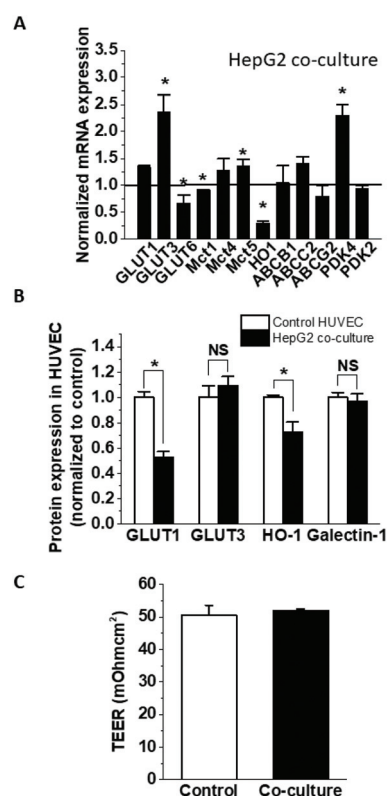 A
HepG2 co-culture
Normalized mRNA expression
3.0
2.5
2.0
1.5
1.0
0.5
0.0
* * * * * *
GLUT1 GLUT3 GLUT6 Mct1 Mct4 Mct5 HO1 ABCB1 ABCC2 ABCG2 PDK4 PDK2
B
Control HUVEC
HepG2 co-culture
Protein expression in HUVEC
(normalized to control)
1.4
1.2
1.0
0.8
0.6
0.4
0.2
0.0
* NS * NS
GLUT1 GLUT3 HO-1 Galectin-1
C
TEER (mOhmcm²)
60
50
40
30
20
10
0
Control Co-culture